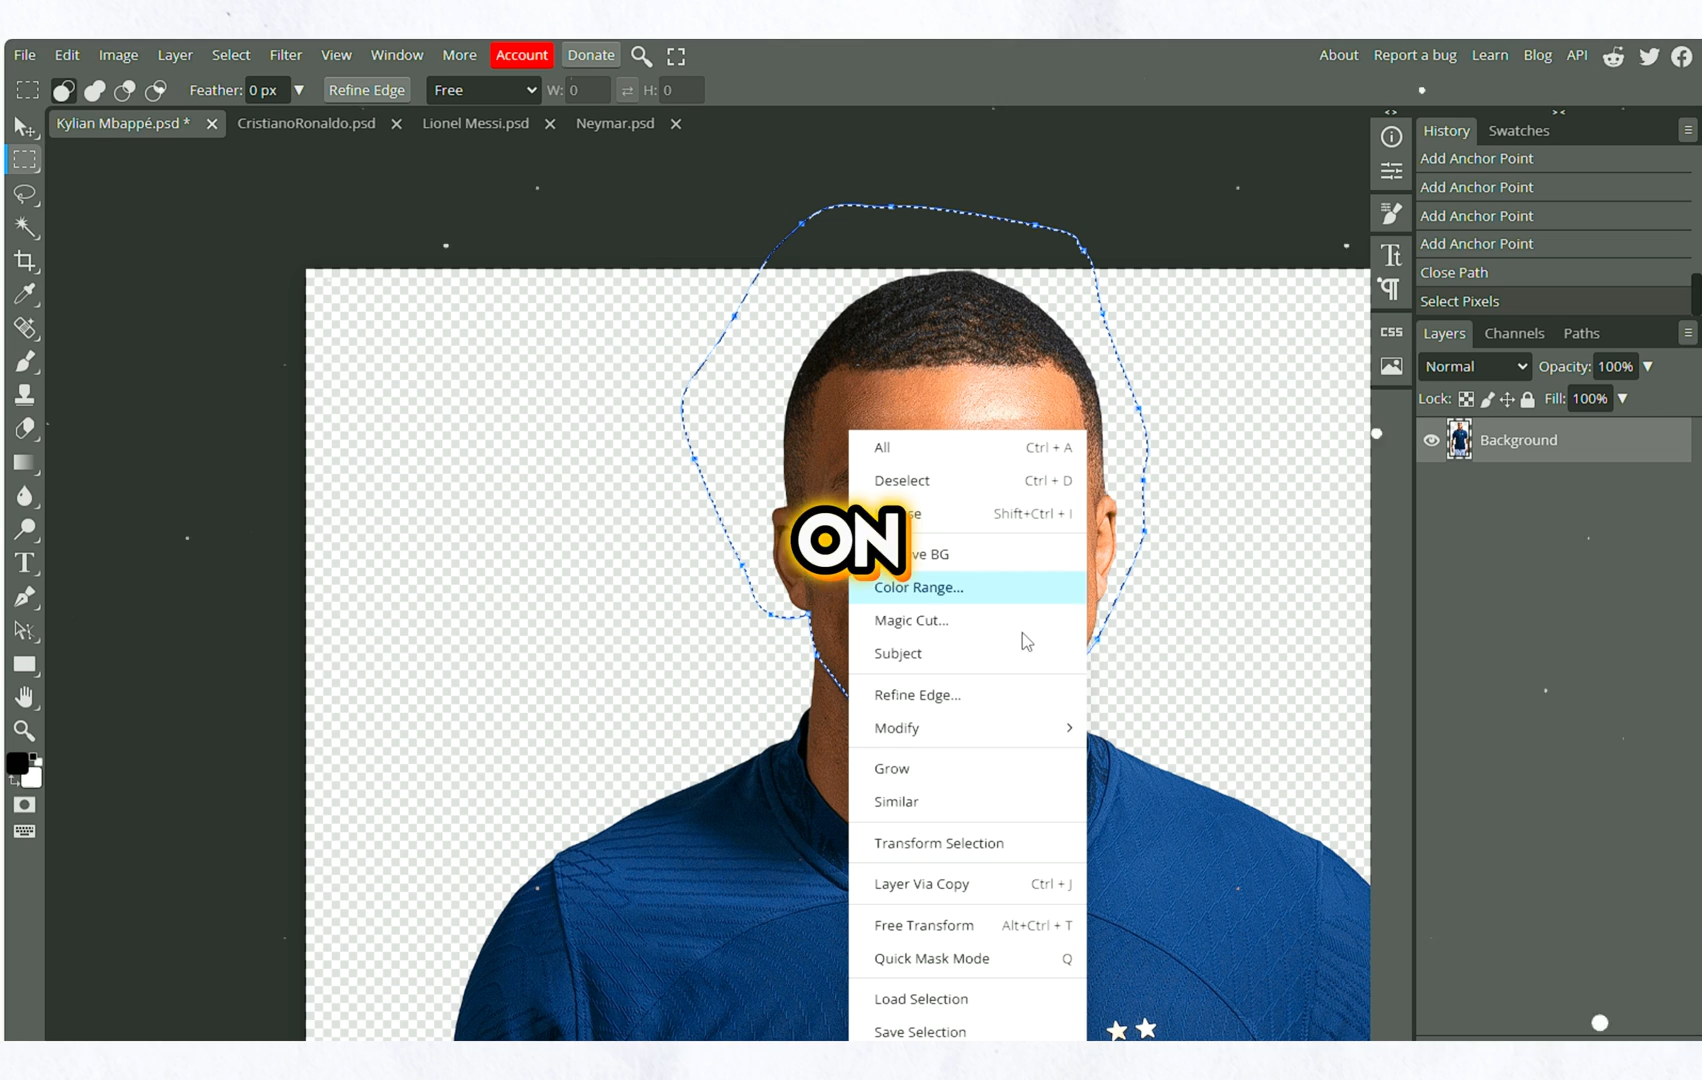 File Edit Image Layer Select Filter View Window More Account Donate About Report a bug Learn Blog API
Feather: 0 px Refine Edge Free W: 0 H: 0
Kylian Mbappé.psd * CristianoRonaldo.psd Lionel Messi.psd Neymar.psd
History Swatches
Add Anchor Point
Add Anchor Point
Add Anchor Point
Add Anchor Point
Close Path
Select Pixels
CSS
Layers Channels Paths
Normal Opacity: 100%
Lock: Fill: 100%
Background
All Ctrl + A
Deselect Ctrl + D
Shift+Ctrl + I
ON
BG
Color Range...
Magic Cut...
Subject
Refine Edge...
Modify
Grow
Similar
Transform Selection
Layer Via Copy Ctrl + J
Free Transform Alt+Ctrl + T
Quick Mask Mode Q
Load Selection
Save Selection